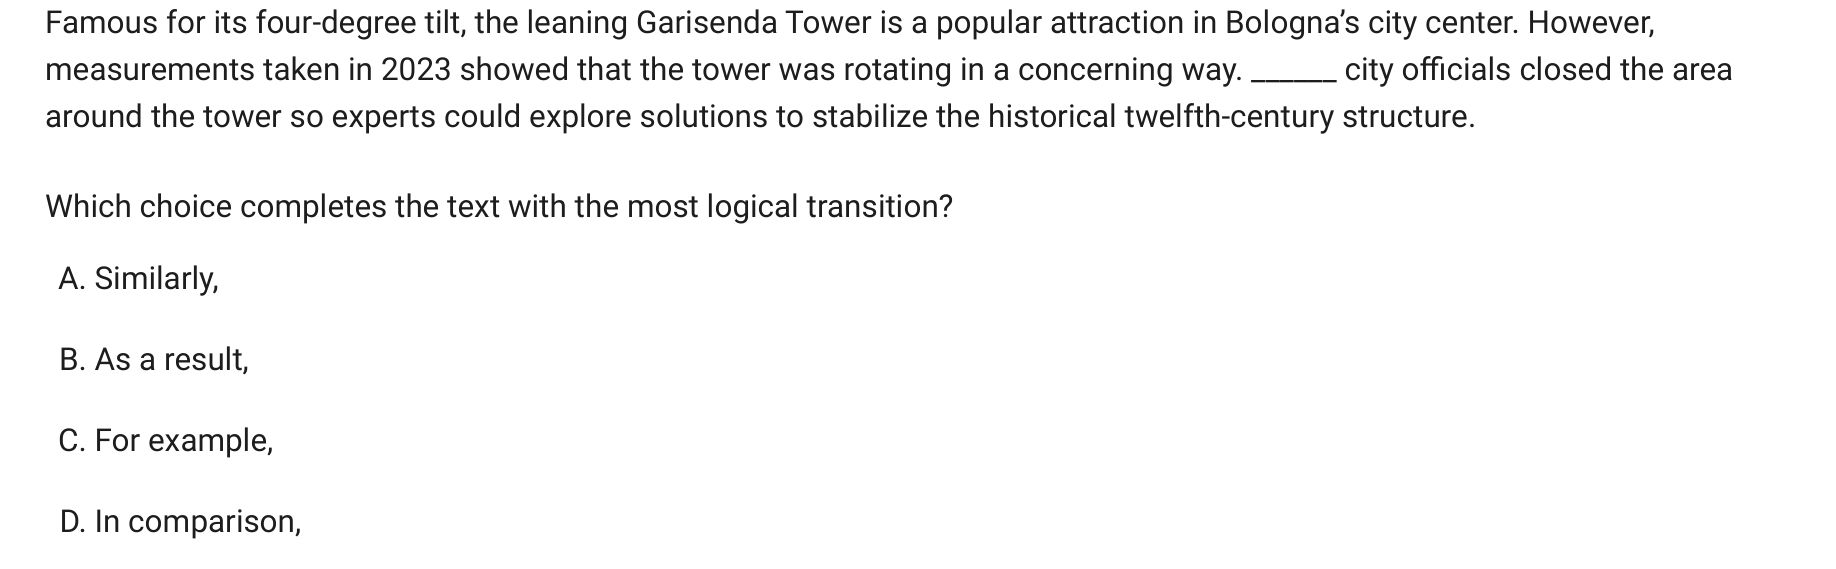 Famous for its four-degree tilt, the leaning Garisenda Tower is a popular attraction in Bologna’s city center. However,
measurements taken in 2023 showed that the tower was rotating in a concerning way. ______ city officials closed the area
around the tower so experts could explore solutions to stabilize the historical twelfth-century structure.
Which choice completes the text with the most logical transition?
A. Similarly,
B. As a result,
C. For example,
D. In comparison,